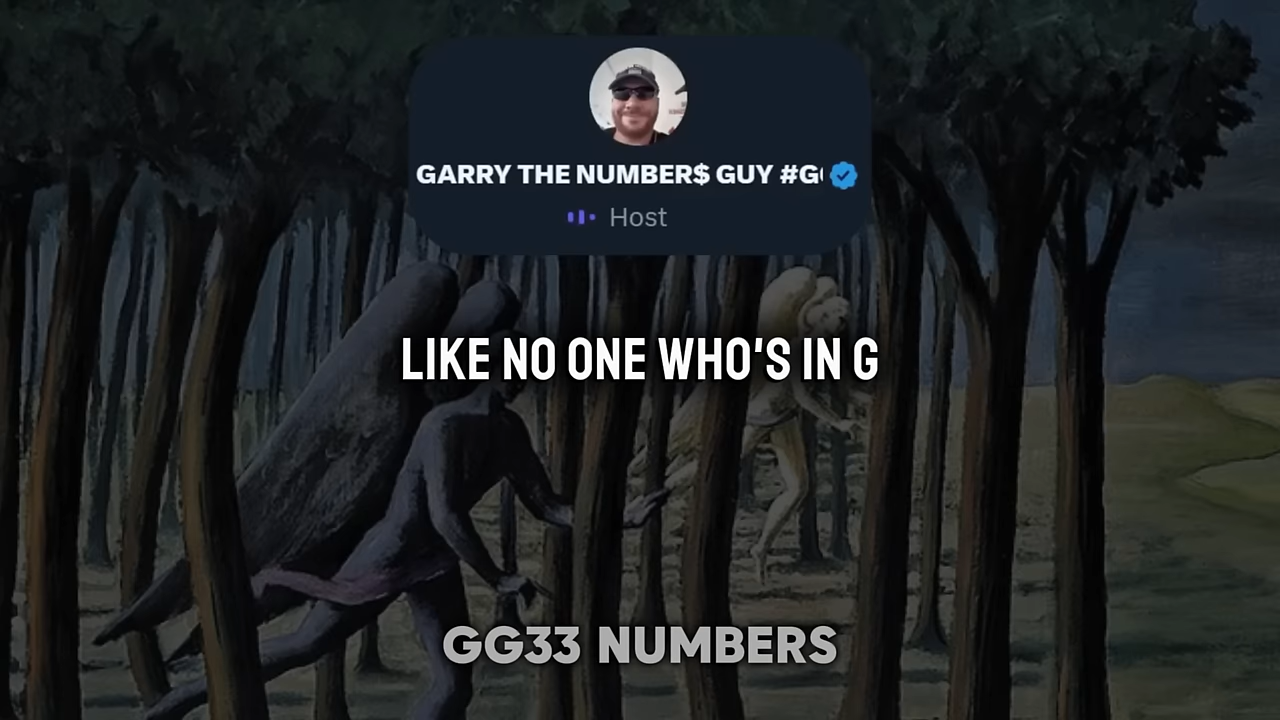 GARRY THE NUMBER$ GUY #G
Host
LIKE NO ONE WHO'S IN G
GG33 NUMBERS